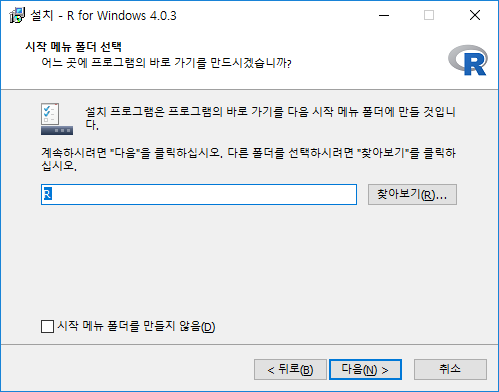 설치 - R for Windows 4.0.3
시작 메뉴 폴더 선택
어느 곳에 프로그램의 바로 가기를 만드시겠습니까?
R
설치 프로그램은 프로그램의 바로 가기를 다음 시작 메뉴 폴더에 만들 것입니
다.
계속하시려면 "다음"을 클릭하십시오. 다른 폴더를 선택하시려면 "찾아보기"를 클릭하
십시오.
R
찾아보기(R)...
시작 메뉴 폴더를 만들지 않음(D)
< 뒤로(B)
다음(N) >
취소